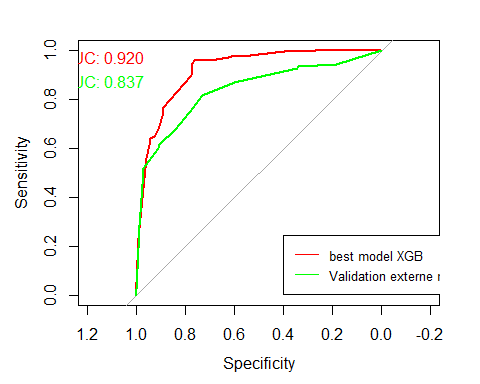 JC: 0.920
JC: 0.837
1.0
0.8
0.6
0.4
0.2
0.0
Sensitivity
best model XGB
Validation externe
1.2 1.0 0.8 0.6 0.4 0.2 0.0 -0.2
Specificity